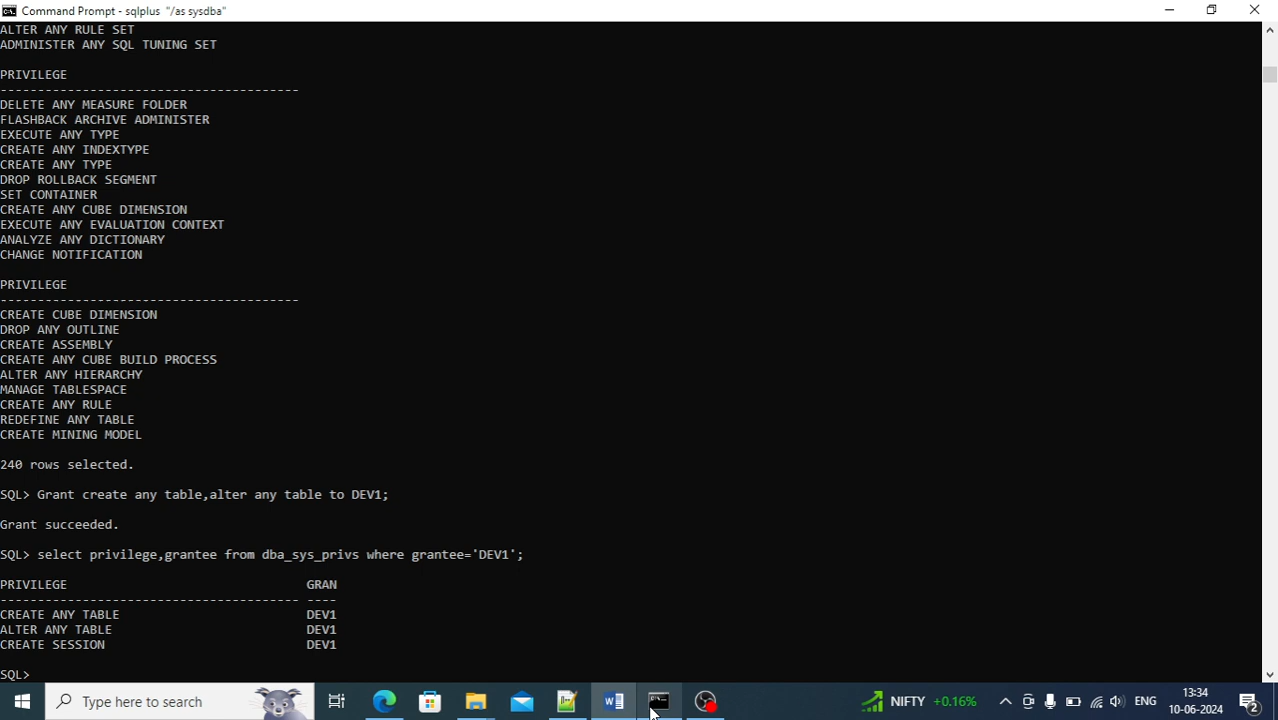 Command Prompt - sqlplus "/as sysdba"
ALTER ANY RULE SET
ADMINISTER ANY SQL TUNING SET
PRIVILEGE
----------------------------------------
DELETE ANY MEASURE FOLDER
FLASHBACK ARCHIVE ADMINISTER
EXECUTE ANY TYPE
CREATE ANY INDEXTYPE
CREATE ANY TYPE
DROP ROLLBACK SEGMENT
SET CONTAINER
CREATE ANY CUBE DIMENSION
EXECUTE ANY EVALUATION CONTEXT
ANALYZE ANY DICTIONARY
CHANGE NOTIFICATION
PRIVILEGE
----------------------------------------
CREATE CUBE DIMENSION
DROP ANY OUTLINE
CREATE ASSEMBLY
CREATE ANY CUBE BUILD PROCESS
ALTER ANY HIERARCHY
MANAGE TABLESPACE
CREATE ANY RULE
REDEFINE ANY TABLE
CREATE MINING MODEL
240 rows selected.
SQL> Grant create any table,alter any table to DEV1;
Grant succeeded.
SQL> select privilege,grantee from dba_sys_privs where grantee='DEV1';
PRIVILEGE GRAN
---------------------------------------- ----
CREATE ANY TABLE DEV1
ALTER ANY TABLE DEV1
CREATE SESSION DEV1
SQL>
Type here to search NIFTY +0.16% ENG 13:34
10-06-2024 2